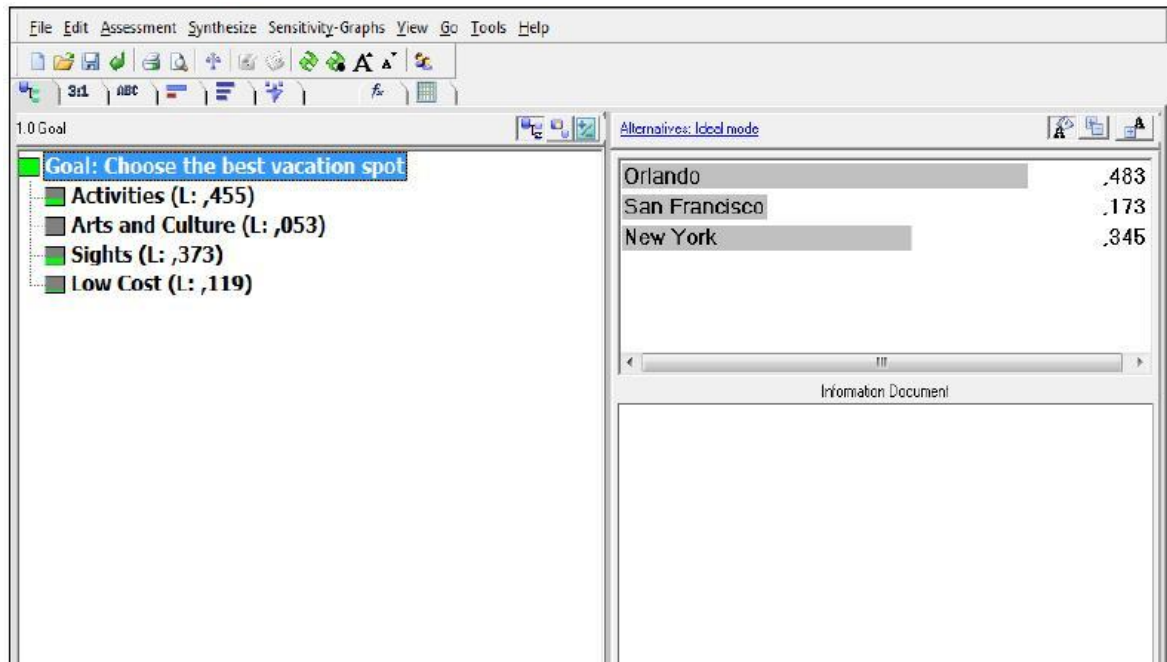 File Edit Assessment Synthesize Sensitivity-Graphs View Go Tools Help
A A
3:1 ABC fx
1.0 Goal
Alternatives: Ideal mode
Goal: Choose the best vacation spot
Activities (L: ,455)
Arts and Culture (L: ,053)
Sights (L: ,373)
Low Cost (L: ,119)
Orlando ,483
San Francisco ,173
New York ,345
Information Document